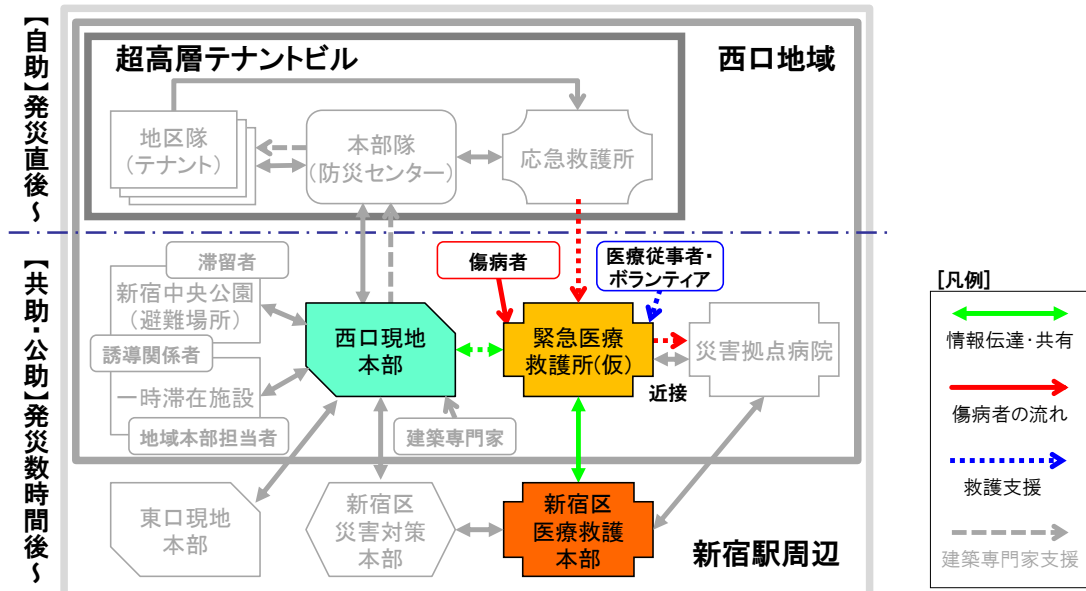 【自助】発災直後～
超高層テナントビル
西口地域
地区隊
(テナント)
本部隊
(防災センター)
応急救護所
【共助・公助】発災数時間後～
滞留者
新宿中央公園
(避難場所)
誘導関係者
一時滞在施設
地域本部担当者
傷病者
医療従事者・
ボランティア
西口現地
本部
緊急医療
救護所(仮)
災害拠点病院
近接
建築専門家
東口現地
本部
新宿区
災害対策
本部
新宿区
医療救護
本部
新宿駅周辺
[凡例]
情報伝達・共有
傷病者の流れ
救護支援
建築専門家支援